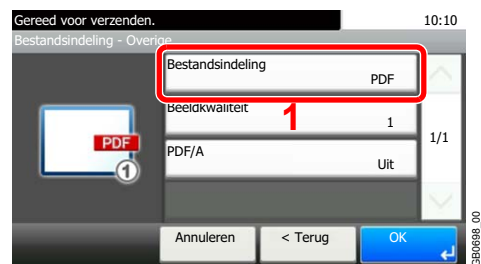 Gereed voor verzenden.
10:10
Bestandsindeling - Overige
Bestandsindeling
PDF
Beeldkwaliteit
1
1
PDF/A
Uit
1/1
PDF
1
Annuleren
< Terug
OK
GB0698_00